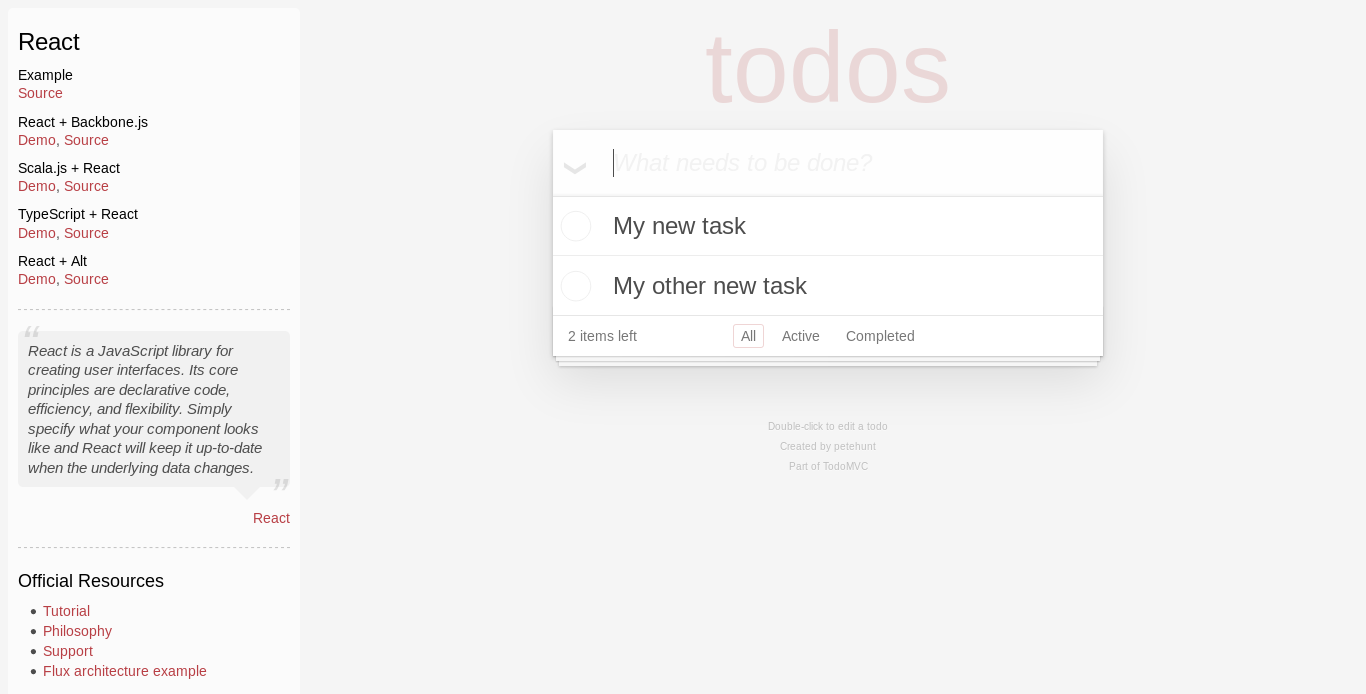 React
Example
Source
React + Backbone.js
Demo, Source
Scala.js + React
Demo, Source
TypeScript + React
Demo, Source
React + Alt
Demo, Source
“
React is a JavaScript library for
creating user interfaces. Its core
principles are declarative code,
efficiency, and flexibility. Simply
specify what your component looks
like and React will keep it up-to-date
when the underlying data changes.
”
React
Official Resources
• Tutorial
• Philosophy
• Support
• Flux architecture example
todos
What needs to be done?
My new task
My other new task
2 items left All Active Completed
Double-click to edit a todo
Created by petehunt
Part of TodoMVC